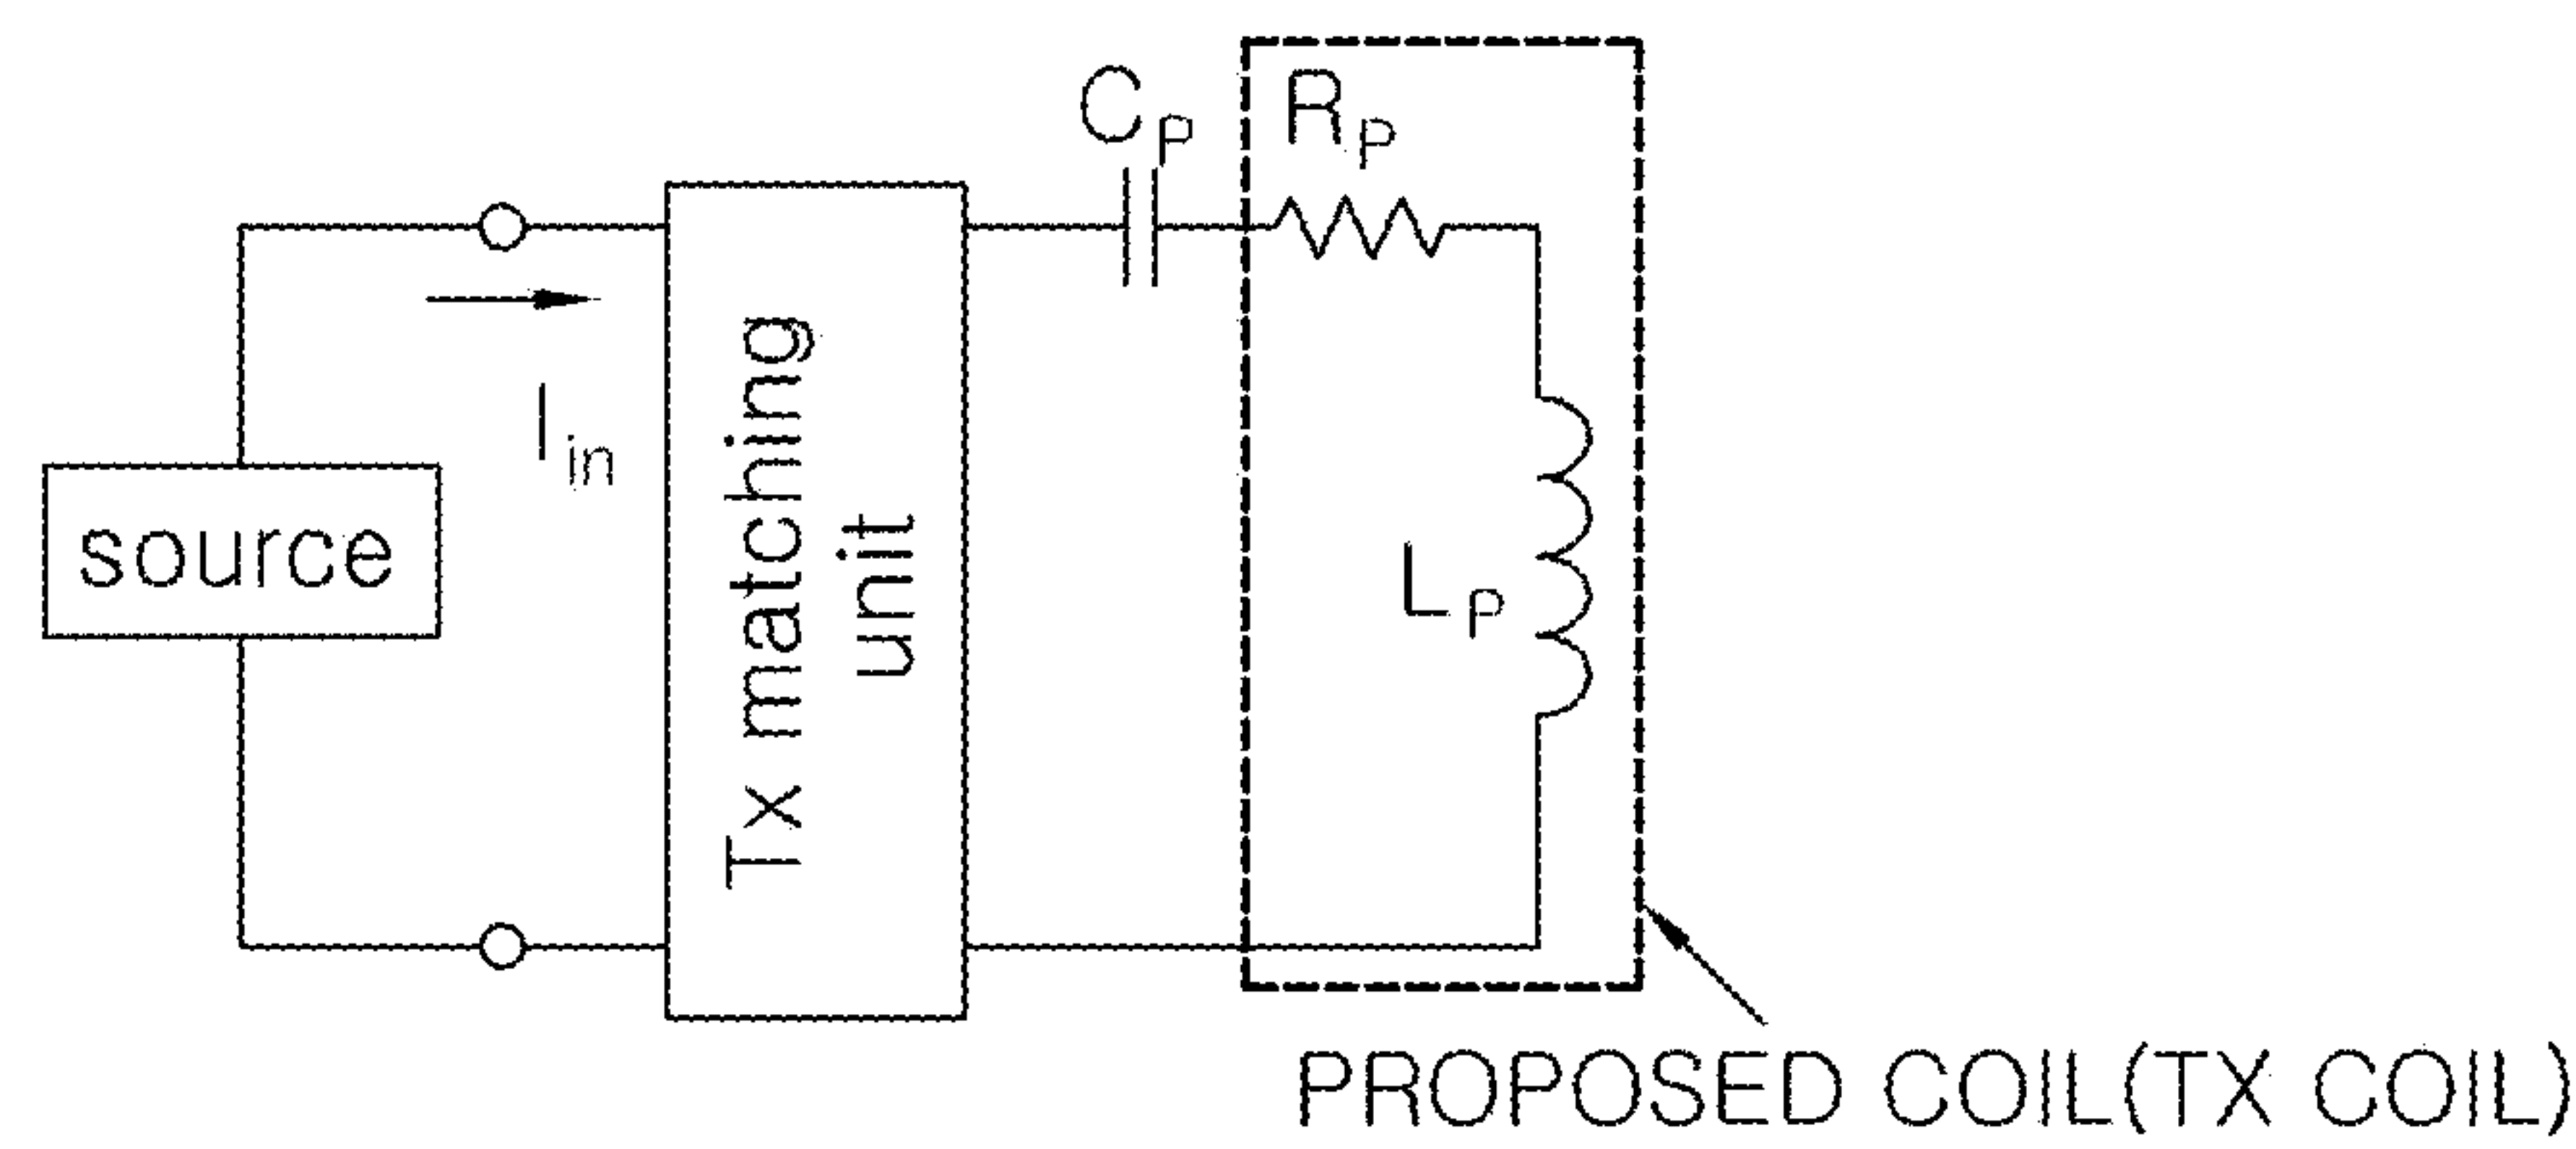 C_P
R_P
I_in
source
Tx matching
unit
L_P
PROPOSED COIL(TX COIL)